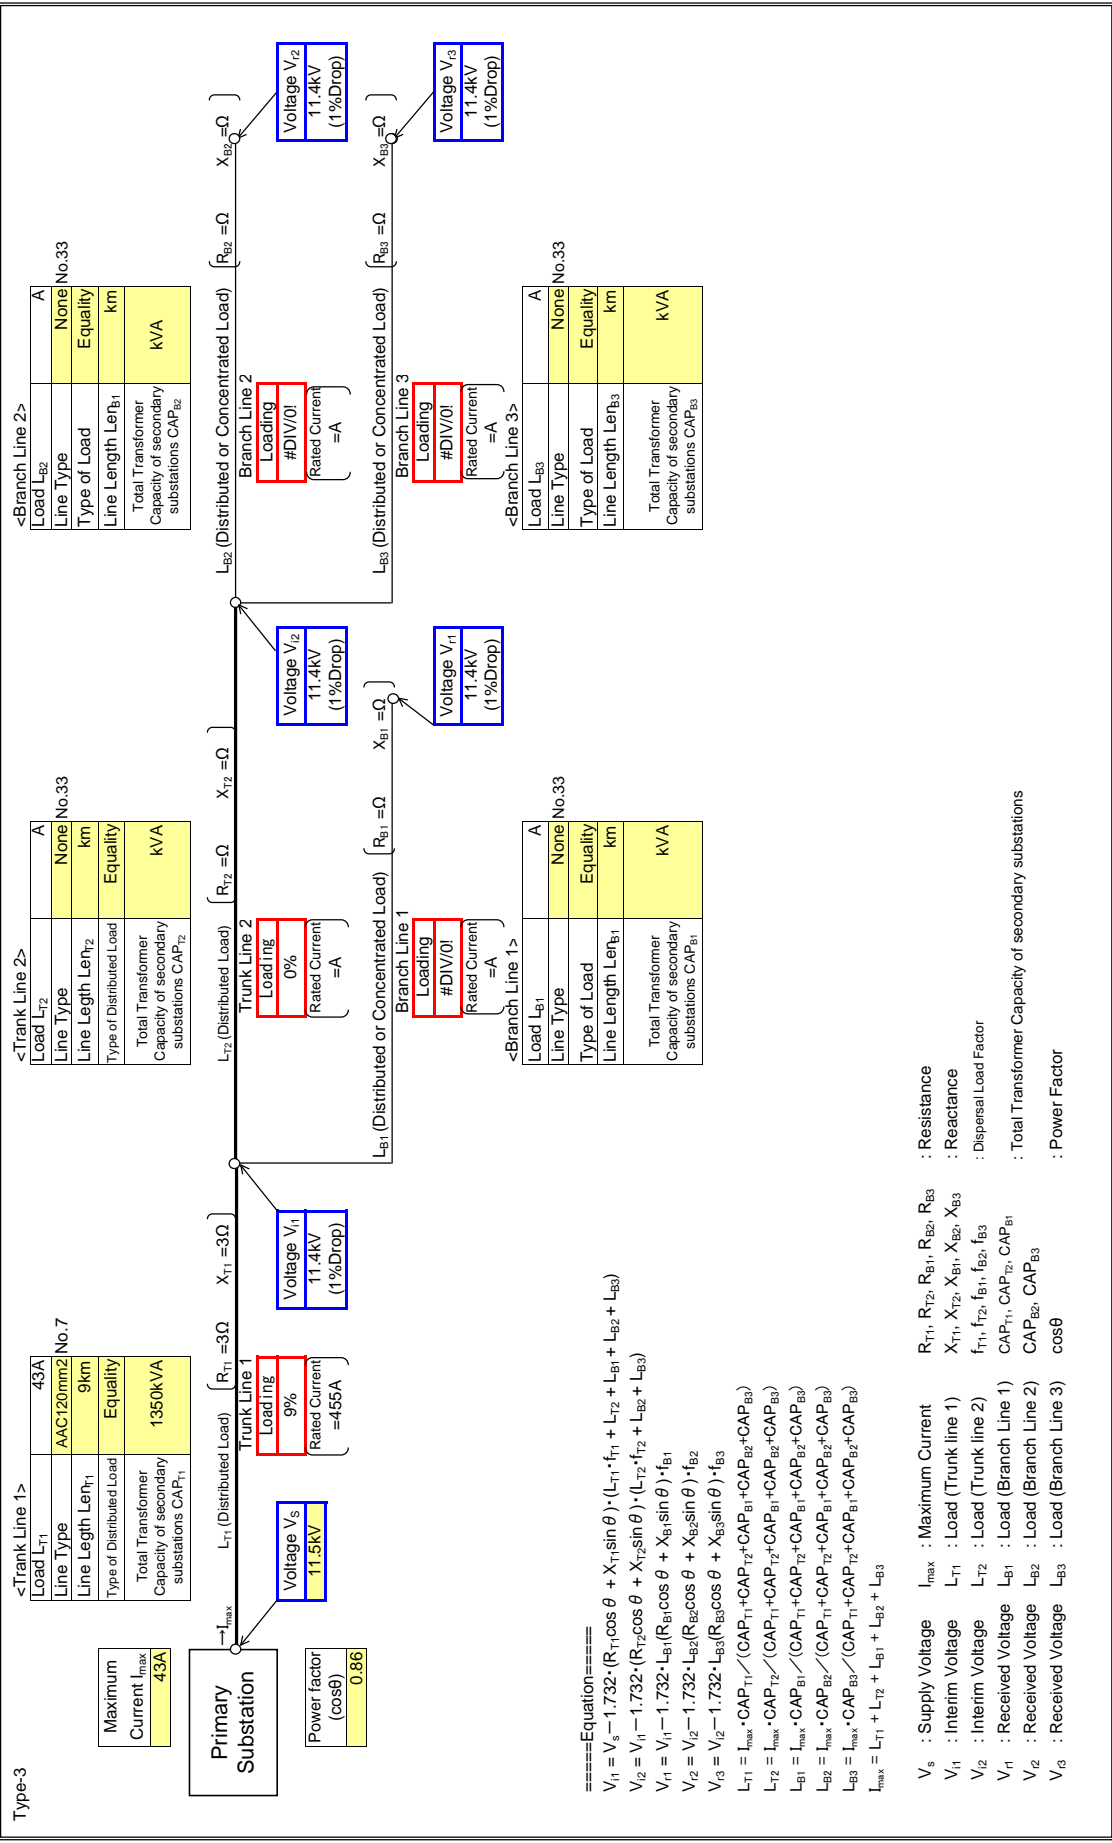 Type-3
Maximum
Current Imax
43A
Primary
Substation
Power factor
(cosθ)
0.86
→Imax
Voltage VS
11.5kV
<Trank Line 1>
Load LT1 43A
Line Type AAC120mm2 No.7
Line Legth LenT1 9km
Type of Distributed Load Equality
Total Transformer
Capacity of secondary
substations CAPT1
1350kVA
LT1 (Distributed Load) RT1 =3Ω XT1 =3Ω
Trunk Line 1
Loading
9%
Rated Current
=455A
Voltage Vi1
11.4kV
(1%Drop)
<Trank Line 2>
Load LT2 A
Line Type None No.33
Line Legth LenT2 km
Type of Distributed Load Equality
Total Transformer
Capacity of secondary
substations CAPT2
kVA
LT2 (Distributed Load) RT2 =Ω XT2 =Ω
Trunk Line 2
Loading
0%
Rated Current
=A
Voltage Vi2
11.4kV
(1%Drop)
LB1 (Distributed or Concentrated Load) RB1 =Ω XB1 =Ω
Branch Line 1
Loading
#DIV/0!
Rated Current
=A
Voltage Vr1
11.4kV
(1%Drop)
<Branch Line 1>
Load LB1 A
Line Type None No.33
Type of Load Equality
Line Length LenB1 km
Total Transformer
Capacity of secondary
substations CAPB1
kVA
<Branch Line 2>
Load LB2 A
Line Type None No.33
Type of Load Equality
Line Length LenB1 km
Total Transformer
Capacity of secondary
substations CAPB2
kVA
LB2 (Distributed or Concentrated Load) RB2 =Ω XB2 =Ω
Branch Line 2
Loading
#DIV/0!
Rated Current
=A
Voltage Vr2
11.4kV
(1%Drop)
LB3 (Distributed or Concentrated Load) RB3 =Ω XB3 =Ω
Branch Line 3
Loading
#DIV/0!
Rated Current
=A
Voltage Vr3
11.4kV
(1%Drop)
<Branch Line 3>
Load LB3 A
Line Type None No.33
Type of Load Equality
Line Length LenB3 km
Total Transformer
Capacity of secondary
substations CAPB3
kVA
=====Equation=====
Vi1 = Vs−1.732・(RT1cos θ + XT1sin θ)・(LT1・fT1 + LT2 + LB1 + LB2 + LB3)
Vi2 = Vi1−1.732・(RT2cos θ + XT2sin θ)・(LT2・fT2 + LB2 + LB3)
Vr1 = Vi1−1.732・LB1(RB1cos θ + XB1sin θ)・fB1
Vr2 = Vi2−1.732・LB2(RB2cos θ + XB2sin θ)・fB2
Vr3 = Vi2−1.732・LB3(RB3cos θ + XB3sin θ)・fB3
LT1 = Imax・CAPT1／(CAPT1+CAPT2+CAPB1+CAPB2+CAPB3)
LT2 = Imax・CAPT2／(CAPT1+CAPT2+CAPB1+CAPB2+CAPB3)
LB1 = Imax・CAPB1／(CAPT1+CAPT2+CAPB1+CAPB2+CAPB3)
LB2 = Imax・CAPB2／(CAPT1+CAPT2+CAPB1+CAPB2+CAPB3)
LB3 = Imax・CAPB3／(CAPT1+CAPT2+CAPB1+CAPB2+CAPB3)
Imax = LT1 + LT2 + LB1 + LB2 + LB3
Vs : Supply Voltage Imax : Maximum Current RT1, RT2, RB1, RB2, RB3 : Resistance
Vi1 : Interim Voltage LT1 : Load (Trunk line 1) XT1, XT2, XB1, XB2, XB3 : Reactance
Vi2 : Interim Voltage LT2 : Load (Trunk line 2) fT1, fT2, fB1, fB2, fB3 : Dispersal Load Factor
Vr1 : Received Voltage LB1 : Load (Branch Line 1) CAPT1, CAPT2, CAPB1 : Total Transformer Capacity of secondary substations
Vr2 : Received Voltage LB2 : Load (Branch Line 2) CAPB2, CAPB3
Vr3 : Received Voltage LB3 : Load (Branch Line 3) cosθ : Power Factor